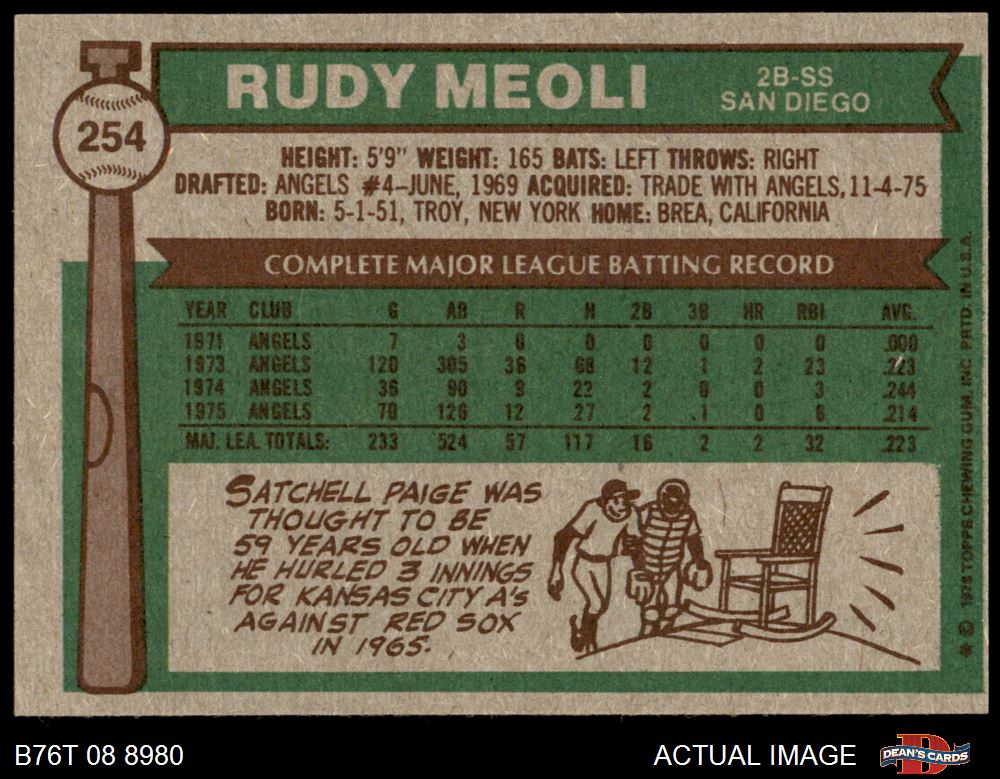 254
RUDY MEOLI
2B-SS
SAN DIEGO
HEIGHT: 5'9" WEIGHT: 165 BATS: LEFT THROWS: RIGHT
DRAFTED: ANGELS #4-JUNE, 1969 ACQUIRED: TRADE WITH ANGELS, 11-4-75
BORN: 5-1-51, TROY, NEW YORK HOME: BREA, CALIFORNIA
COMPLETE MAJOR LEAGUE BATTING RECORD
YEAR CLUB G AB R H 2B 3B HR RBI AVG.
1971 ANGELS 7 3 0 0 0 0 0 0 .000
1973 ANGELS 120 305 36 68 12 1 2 23 .223
1974 ANGELS 36 90 9 22 2 0 0 3 .244
1975 ANGELS 70 126 12 27 2 .1 0 6 .214
MAJ. LEA. TOTALS: 233 524 57 117 16 2 2 32 .223
SATCHELL PAIGE WAS
THOUGHT TO BE
59 YEARS OLD WHEN
HE HURLED 3 INNINGS
FOR KANSAS CITY A's
AGAINST RED SOX
IN 1965.
* © 1976 TOPPS CHEWING GUM, INC. PRTD. IN U.S.A.
B76T 08 8980
ACTUAL IMAGE
DEAN'S CARDS